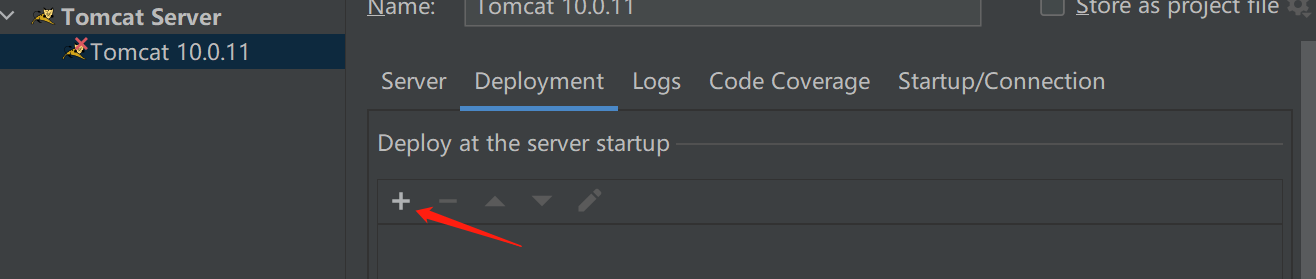 Tomcat Server
Name: Tomcat 10.0.11 Store as project file
Tomcat 10.0.11
Server Deployment Logs Code Coverage Startup/Connection
Deploy at the server startup